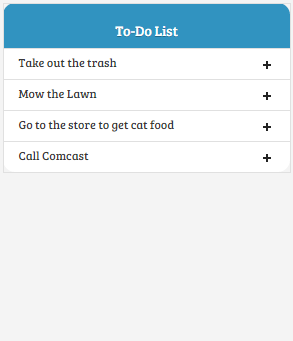 To-Do List
Take out the trash +
Mow the Lawn +
Go to the store to get cat food +
Call Comcast +